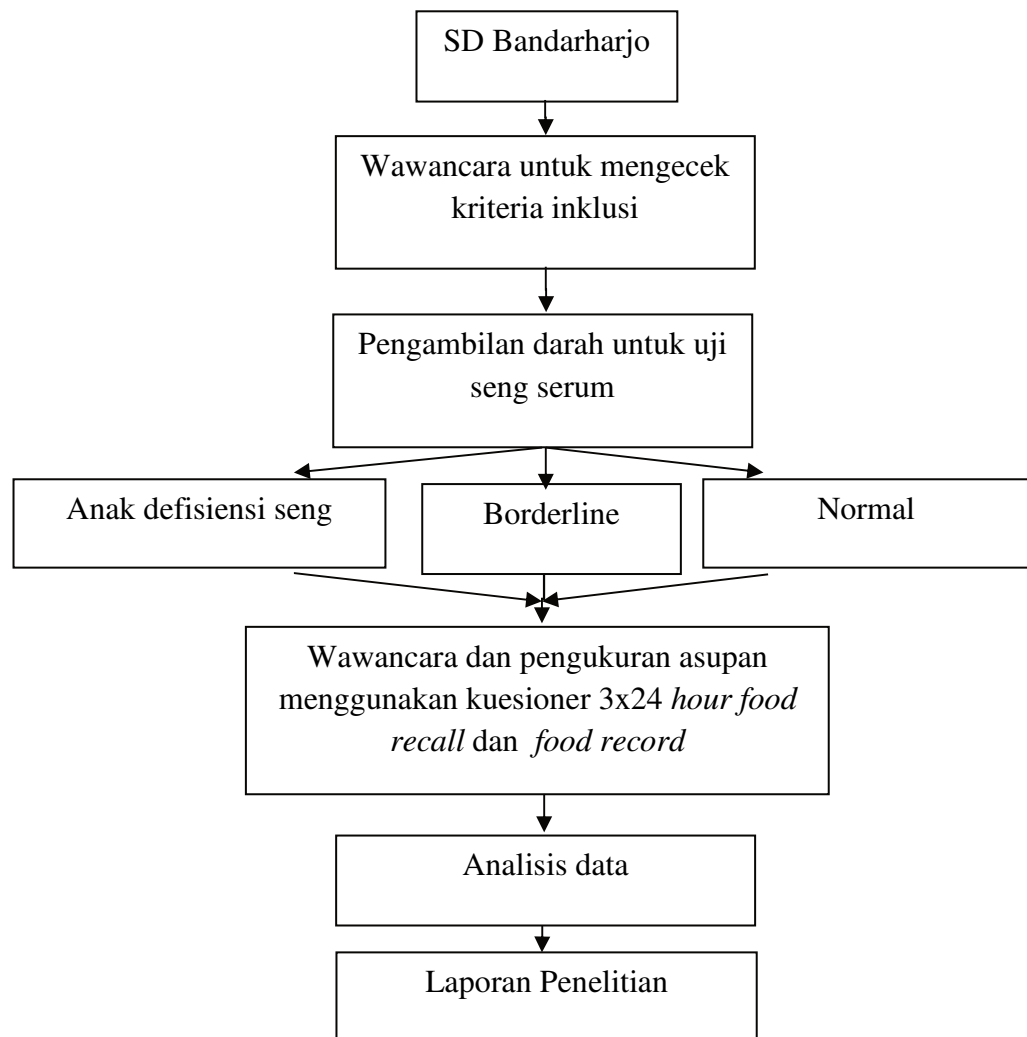 SD Bandarharjo
Wawancara untuk mengecek
kriteria inklusi
Pengambilan darah untuk uji
seng serum
Anak defisiensi seng
Borderline
Normal
Wawancara dan pengukuran asupan
menggunakan kuesioner 3x24 hour food
recall dan food record
Analisis data
Laporan Penelitian